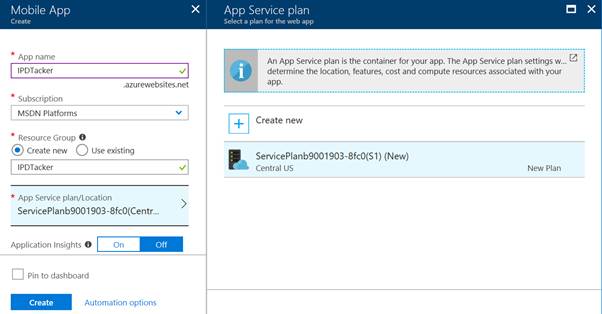 Mobile App
Create
* App name
IPDTacker
.azurewebsites.net
* Subscription
MSDN Platforms
* Resource Group
Create new
Use existing
IPDTacker
* App Service plan/Location
ServicePlanb9001903-8fc0(Centr...
Application Insights
On
Off
Pin to dashboard
Create
Automation options
App Service plan
Select a plan for the web app
An App Service plan is the container for your app. The App Service plan settings w...
determine the location, features, cost and compute resources associated with your
app.
Create new
ServicePlanb9001903-8fc0(S1) (New)
Central US
New Plan